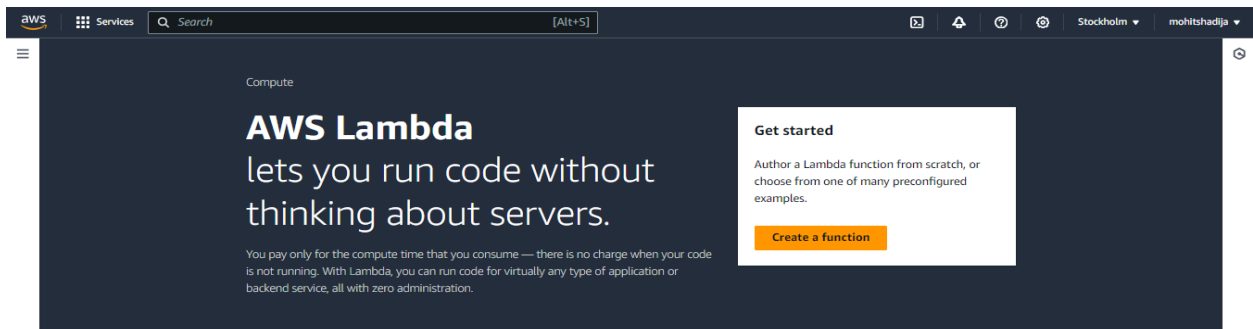 aws Services Search [Alt+S] Stockholm mohitshadija
Compute
AWS Lambda
lets you run code without
thinking about servers.
You pay only for the compute time that you consume — there is no charge when your code
is not running. With Lambda, you can run code for virtually any type of application or
backend service, all with zero administration.
Get started
Author a Lambda function from scratch, or
choose from one of many preconfigured
examples.
Create a function